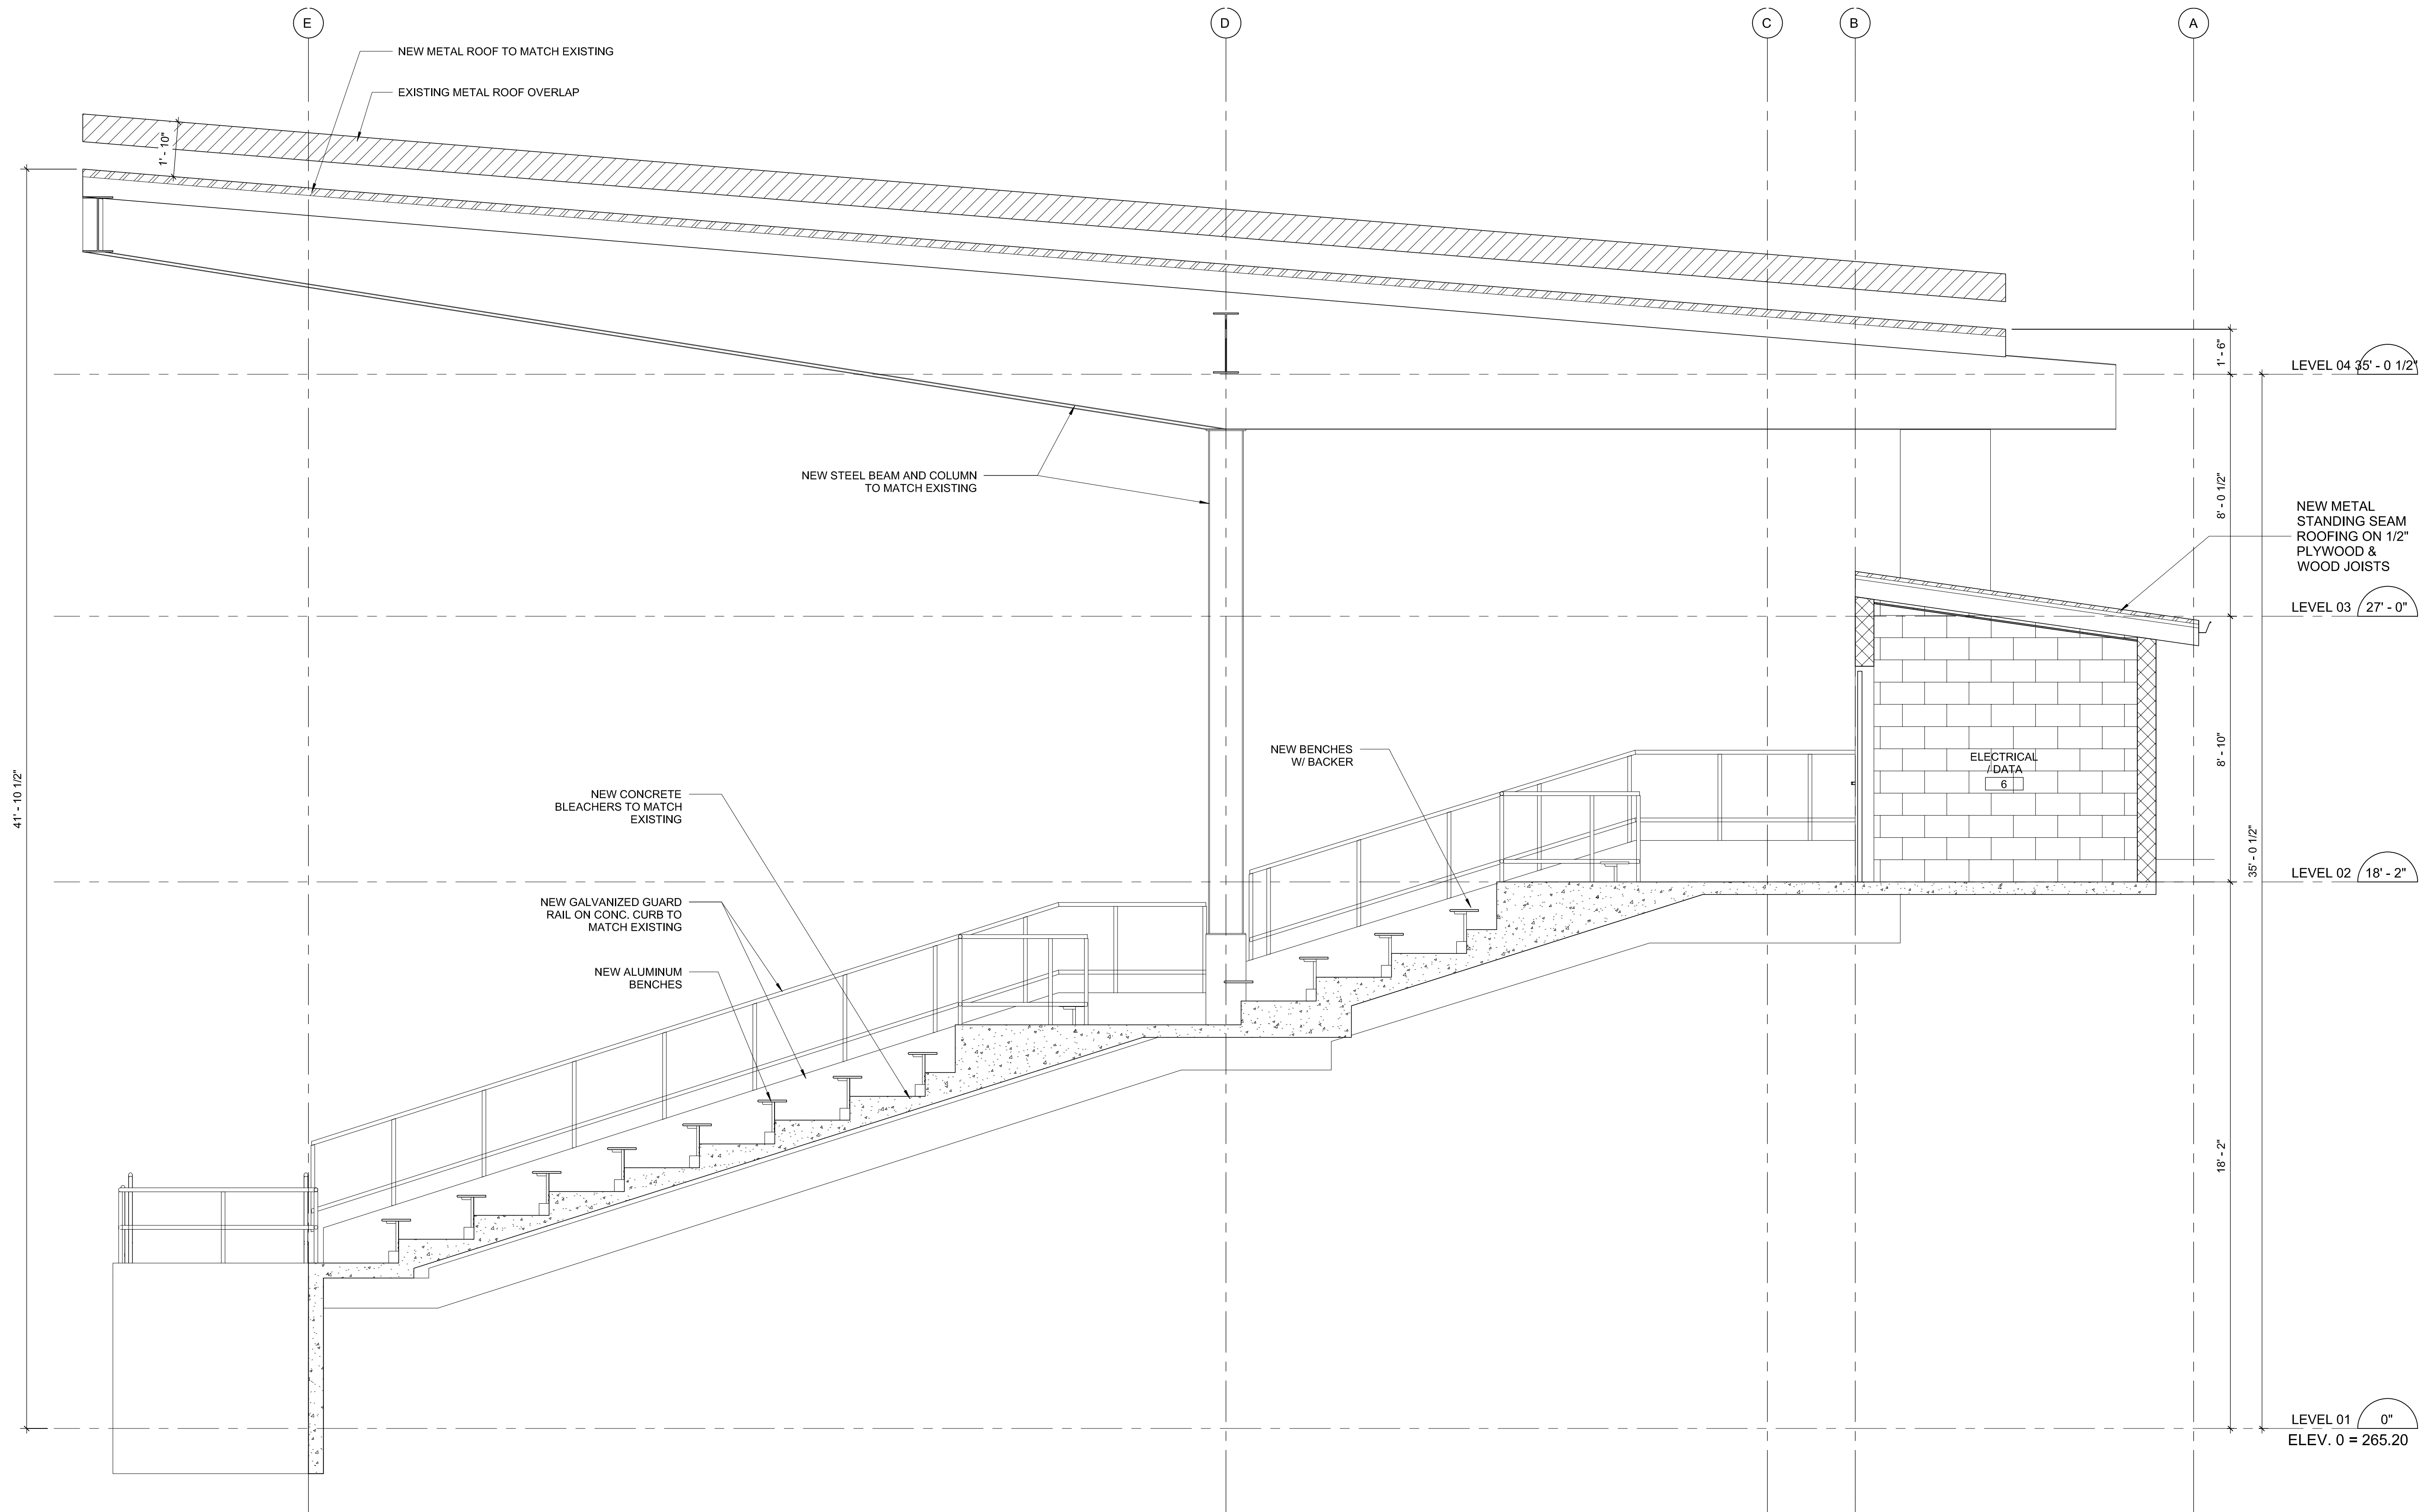 E
D
C
B
A
NEW METAL ROOF TO MATCH EXISTING
EXISTING METAL ROOF OVERLAP
1' - 10"
1' - 6"
LEVEL 04 35' - 0 1/2"
NEW STEEL BEAM AND COLUMN
TO MATCH EXISTING
8' - 0 1/2"
NEW METAL
STANDING SEAM
ROOFING ON 1/2"
PLYWOOD &
WOOD JOISTS
LEVEL 03 27' - 0"
41' - 10 1/2"
NEW BENCHES
W/ BACKER
ELECTRICAL
/ DATA
6
8' - 10"
NEW CONCRETE
BLEACHERS TO MATCH
EXISTING
35' - 0 1/2"
LEVEL 02 18' - 2"
NEW GALVANIZED GUARD
RAIL ON CONC. CURB TO
MATCH EXISTING
NEW ALUMINUM
BENCHES
18' - 2"
LEVEL 01 0"
ELEV. 0 = 265.20